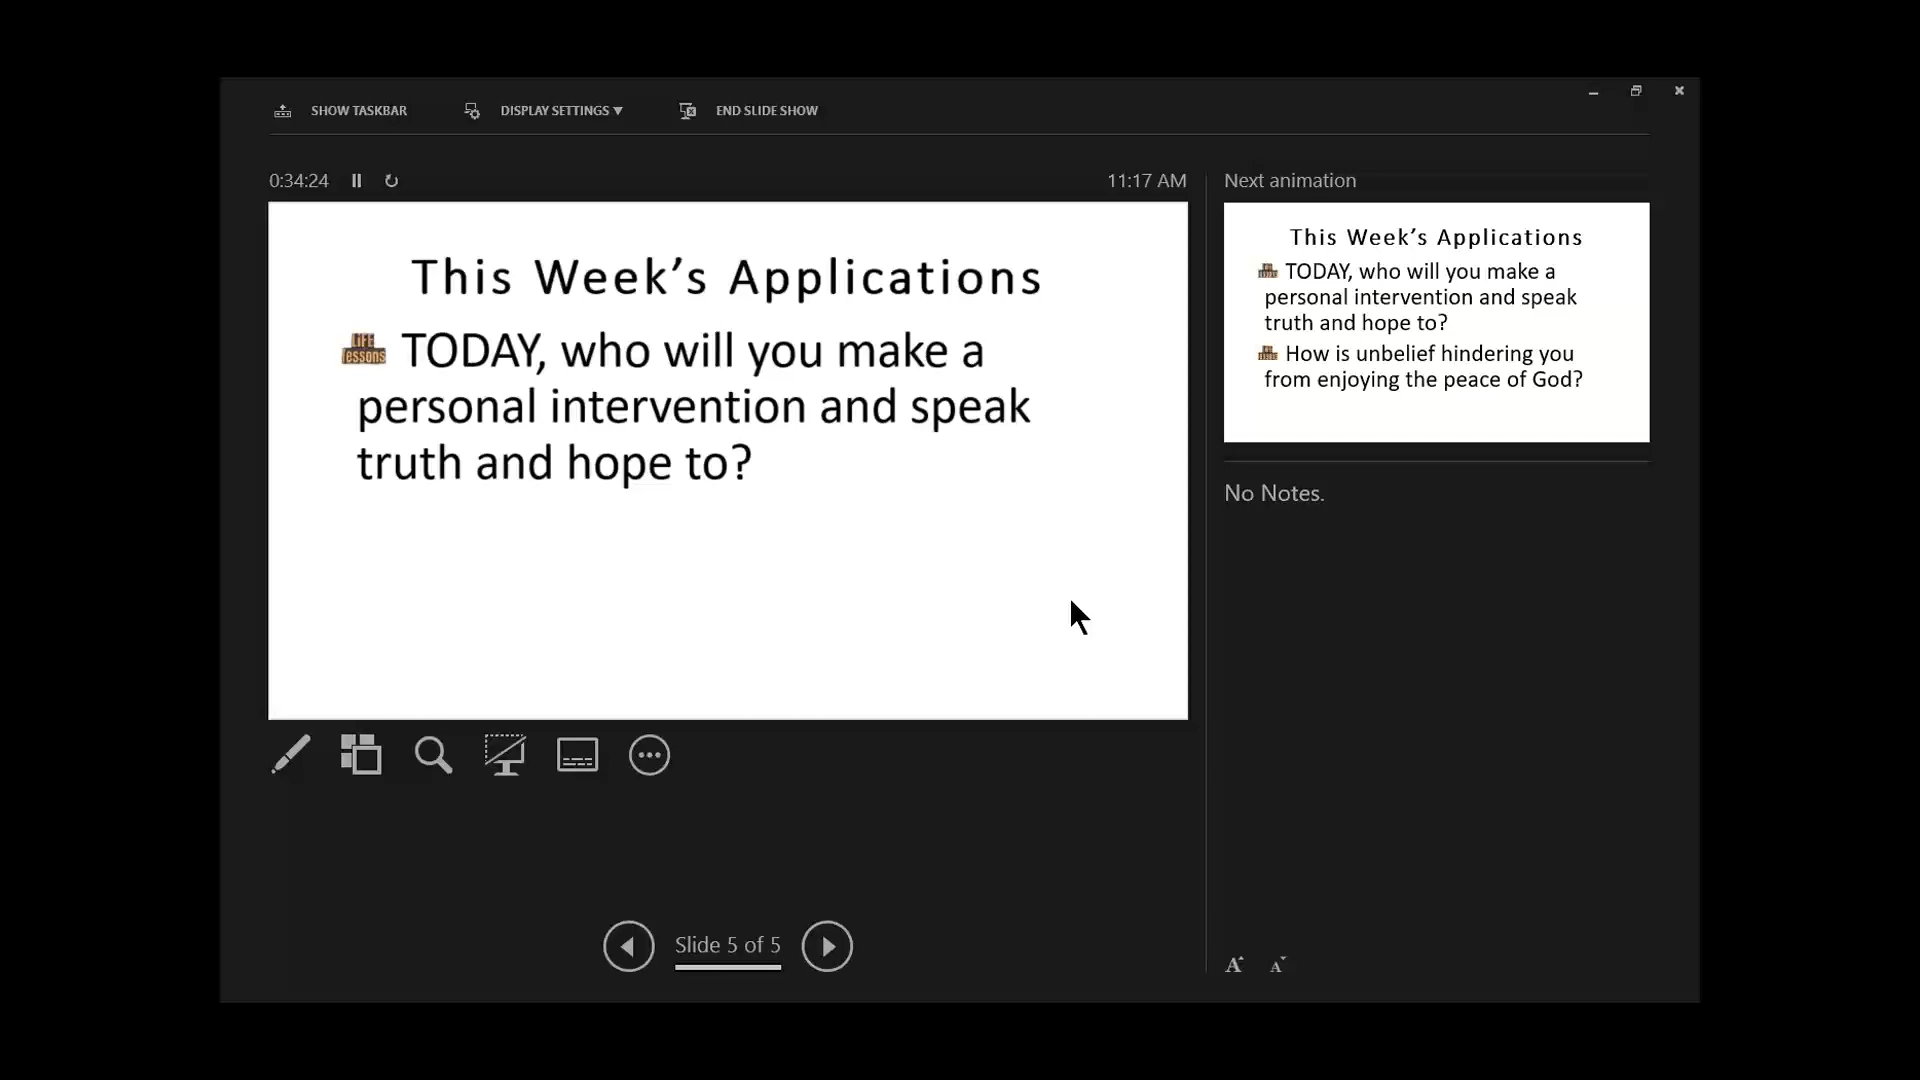 SHOW TASKBAR
DISPLAY SETTINGS ▼
END SLIDE SHOW
0:34:24
11:17 AM
This Week’s Applications
LIFE
lessons
TODAY, who will you make a
personal intervention and speak
truth and hope to?
Next animation
This Week’s Applications
TODAY, who will you make a
personal intervention and speak
truth and hope to?
How is unbelief hindering you
from enjoying the peace of God?
No Notes.
Slide 5 of 5
A A